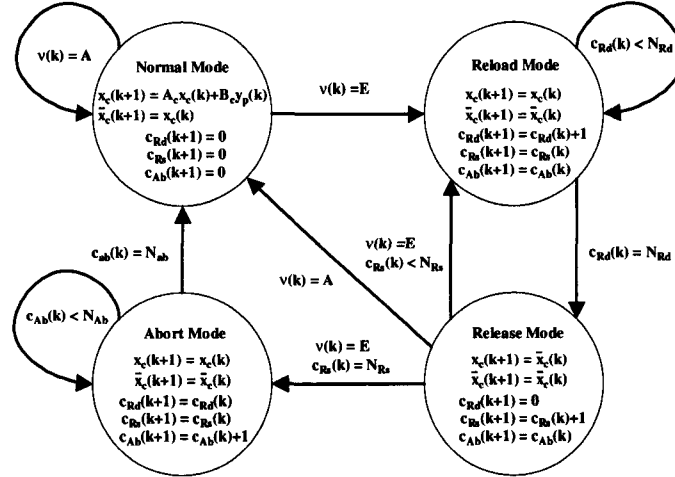 ν(k) = A
Normal Mode
x_c(k+1) = A_c x_c(k)+B_c y_p(k)
x̄_c(k+1) = x_c(k)
c_Rd(k+1) = 0
c_Rs(k+1) = 0
c_Ab(k+1) = 0
ν(k) = E
Reload Mode
x_c(k+1) = x_c(k)
x̄_c(k+1) = x̄_c(k)
c_Rd(k+1) = c_Rd(k)+1
c_Rs(k+1) = c_Rs(k)
c_Ab(k+1) = c_Ab(k)
c_Rd(k) < N_Rd
c_ab(k) = N_ab
ν(k) = A
ν(k) = E
c_Rs(k) < N_Rs
c_Rd(k) = N_Rd
c_Ab(k) < N_Ab
Abort Mode
x_c(k+1) = x_c(k)
x̄_c(k+1) = x̄_c(k)
c_Rd(k+1) = c_Rd(k)
c_Rs(k+1) = c_Rs(k)
c_Ab(k+1) = c_Ab(k)+1
ν(k) = E
c_Rs(k) = N_Rs
Release Mode
x_c(k+1) = x̄_c(k)
x̄_c(k+1) = x̄_c(k)
c_Rd(k+1) = 0
c_Rs(k+1) = c_Rs(k)+1
c_Ab(k+1) = c_Ab(k)